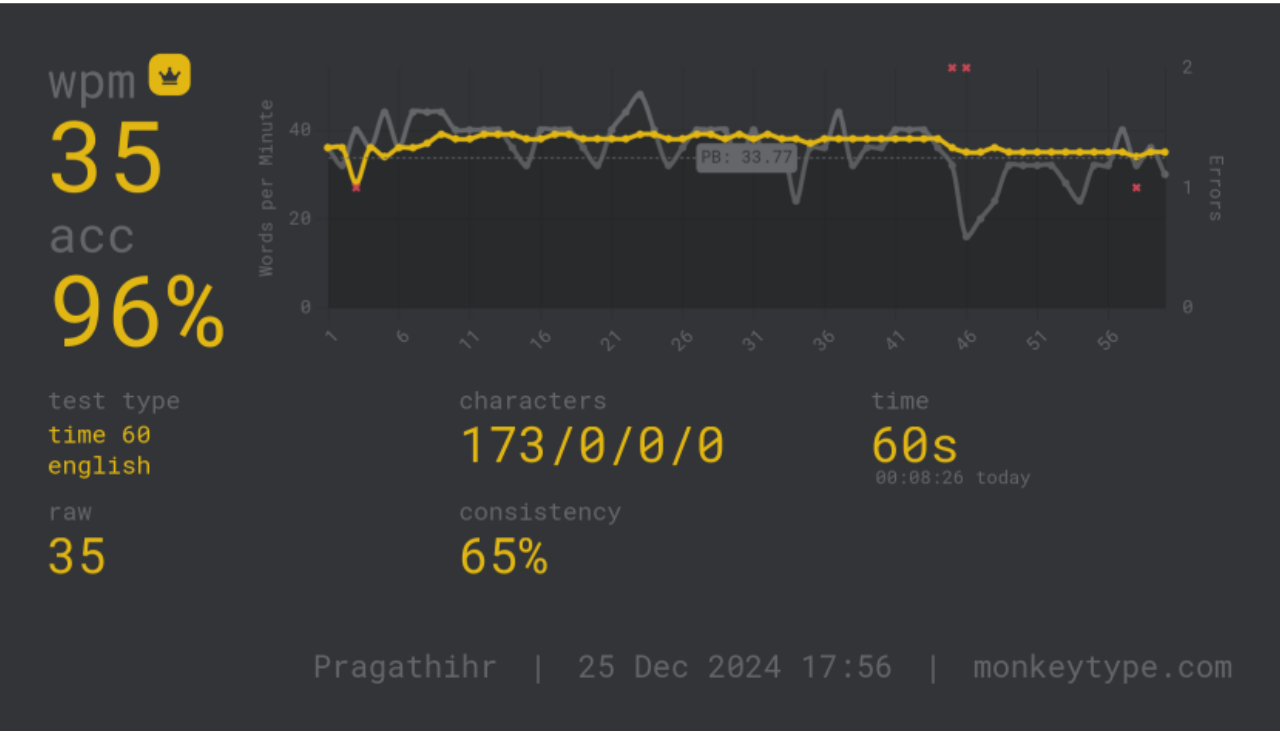 wpm
35
acc
96%
Words per Minute
40
20
0
PB: 33.77
2
1
0
Errors
1 6 11 16 21 26 31 36 41 46 51 56
test type
time 60
english
characters
173/0/0/0
time
60s
00:08:26 today
raw
35
consistency
65%
Pragathihr | 25 Dec 2024 17:56 | monkeytype.com